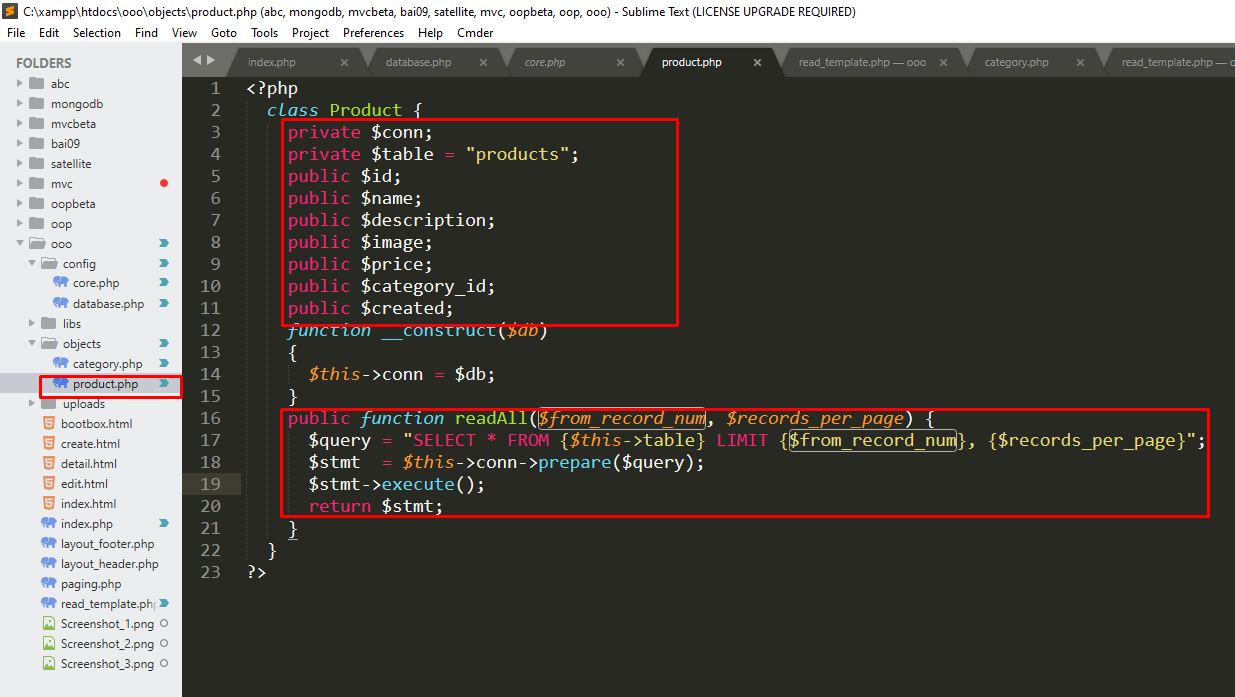 C:\xampp\htdocs\ooo\objects\product.php (abc, mongodb, mvcbeta, bai09, satellite, mvc, oopbeta, oop, ooo) - Sublime Text (LICENSE UPGRADE REQUIRED)
File Edit Selection Find View Goto Tools Project Preferences Help Cmder
FOLDERS
abc
mongodb
mvcbeta
bai09
satellite
mvc
oopbeta
oop
ooo
config
core.php
database.php
libs
objects
category.php
product.php
uploads
bootbox.html
create.html
detail.html
edit.html
index.html
index.php
layout_footer.php
layout_header.php
paging.php
read_template.php
Screenshot_1.png
Screenshot_2.png
Screenshot_3.png
index.php database.php core.php product.php read_template.php — ooo category.php read_template.php —
1 <?php
2 class Product {
3 private $conn;
4 private $table = "products";
5 public $id;
6 public $name;
7 public $description;
8 public $image;
9 public $price;
10 public $category_id;
11 public $created;
12 function __construct($db)
13 {
14 $this->conn = $db;
15 }
16 public function readAll($from_record_num, $records_per_page) {
17 $query = "SELECT * FROM {$this->table} LIMIT {$from_record_num}, {$records_per_page}";
18 $stmt = $this->conn->prepare($query);
19 $stmt->execute();
20 return $stmt;
21 }
22 }
23 ?>